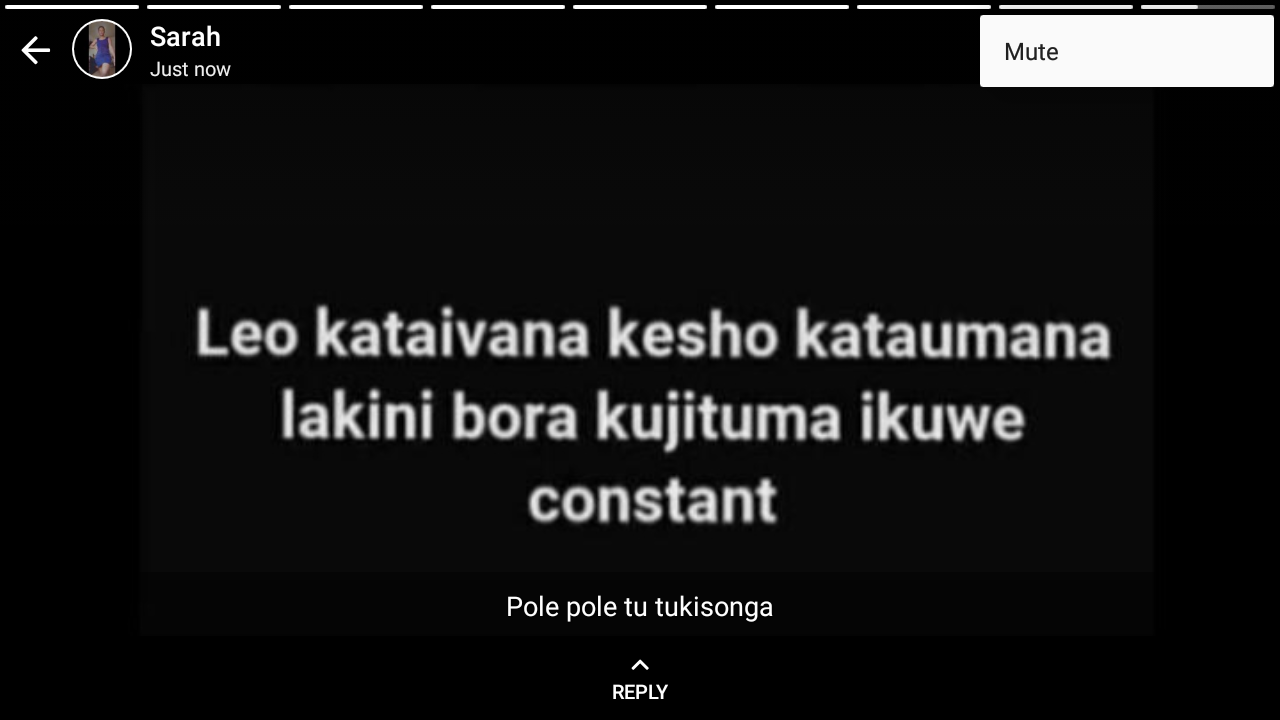 Sarah
Just now
Mute
Leo kataivana kesho kataumana
lakini bora kujituma ikuwe
constant
Pole pole tu tukisonga
REPLY